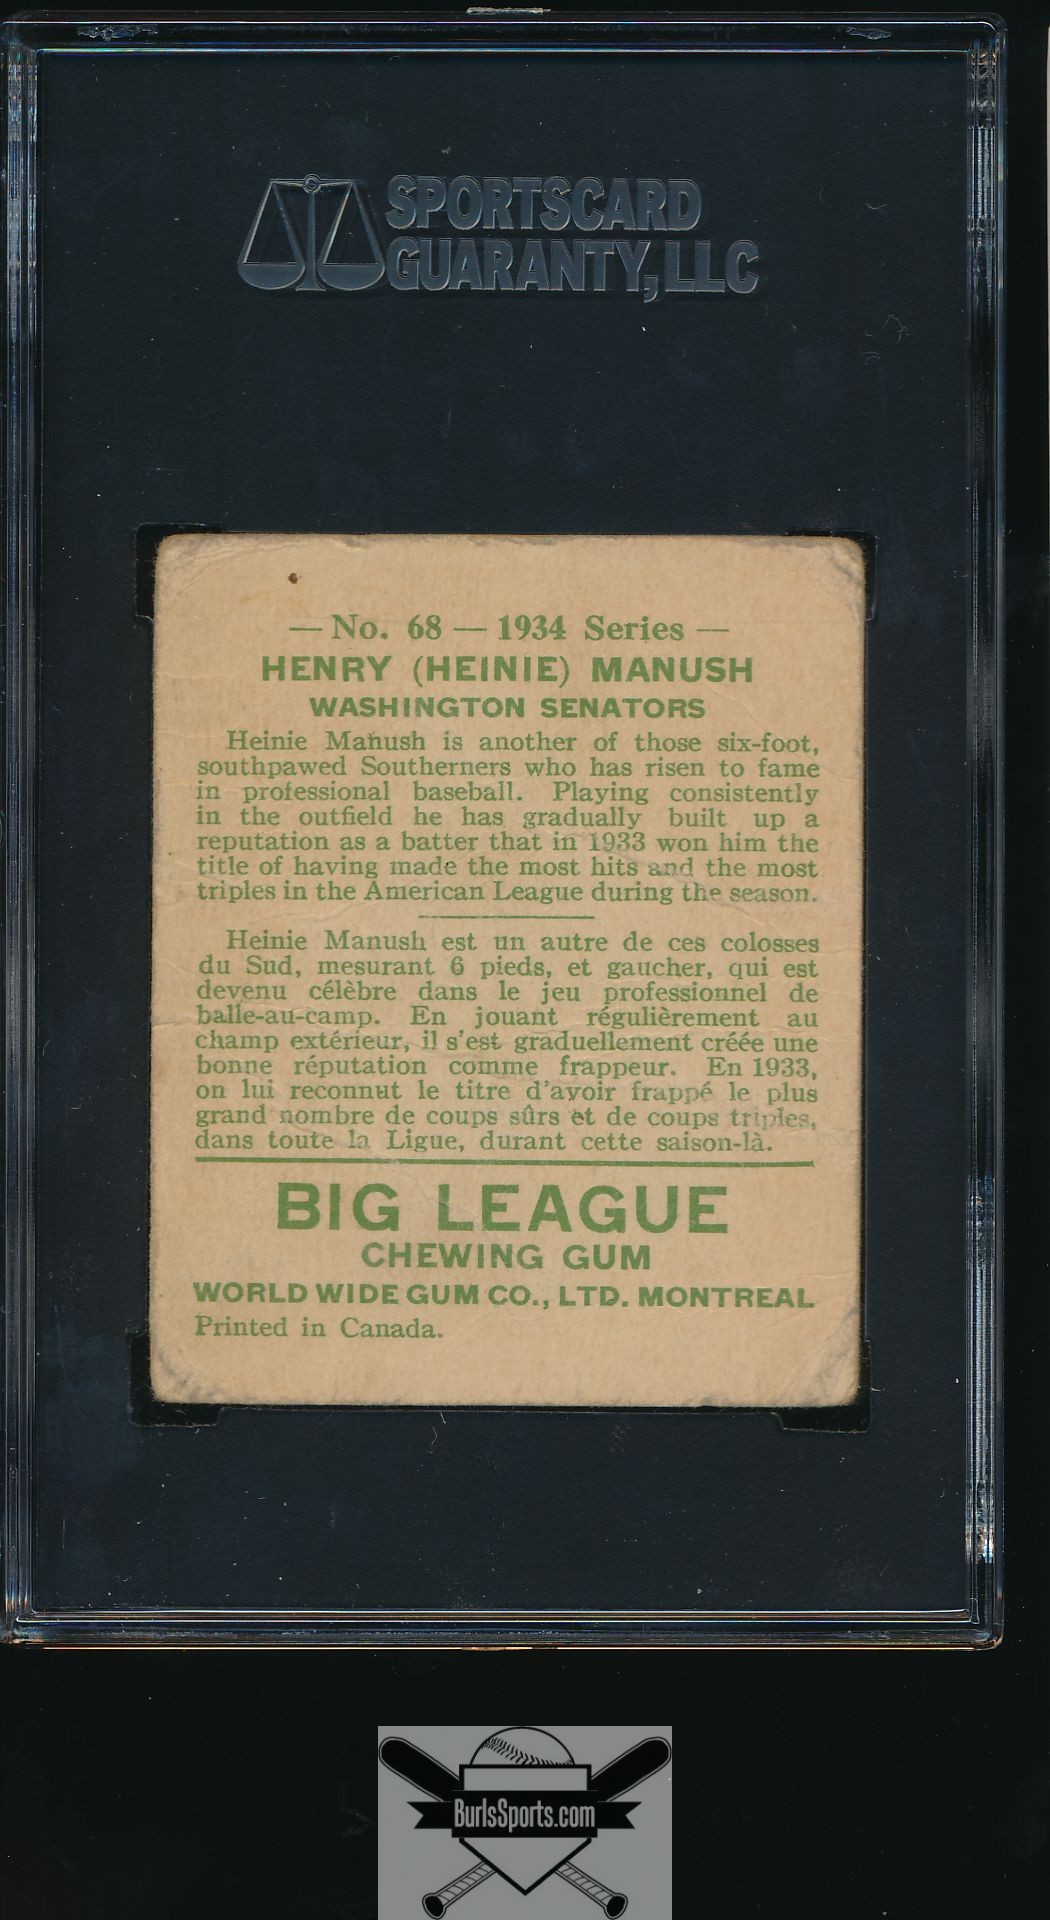 SPORTSCARD
GUARANTY, LLC
— No. 68 — 1934 Series —
HENRY (HEINIE) MANUSH
WASHINGTON SENATORS
Heinie Manush is another of those six-foot,
southpawed Southerners who has risen to fame
in professional baseball. Playing consistently
in the outfield he has gradually built up a
reputation as a batter that in 1933 won him the
title of having made the most hits and the most
triples in the American League during the season.
Heinie Manush est un autre de ces colosses
du Sud, mesurant 6 pieds, et gaucher, qui est
devenu célèbre dans le jeu professionnel de
balle-au-camp. En jouant régulièrement au
champ extérieur, il s'est graduellement créée une
bonne réputation comme frappeur. En 1933,
on lui reconnut le titre d'avoir frappé le plus
grand nombre de coups sûrs et de coups triples,
dans toute la Ligue, durant cette saison-là.
BIG LEAGUE
CHEWING GUM
WORLD WIDE GUM CO., LTD. MONTREAL
Printed in Canada.
BurlsSports.com